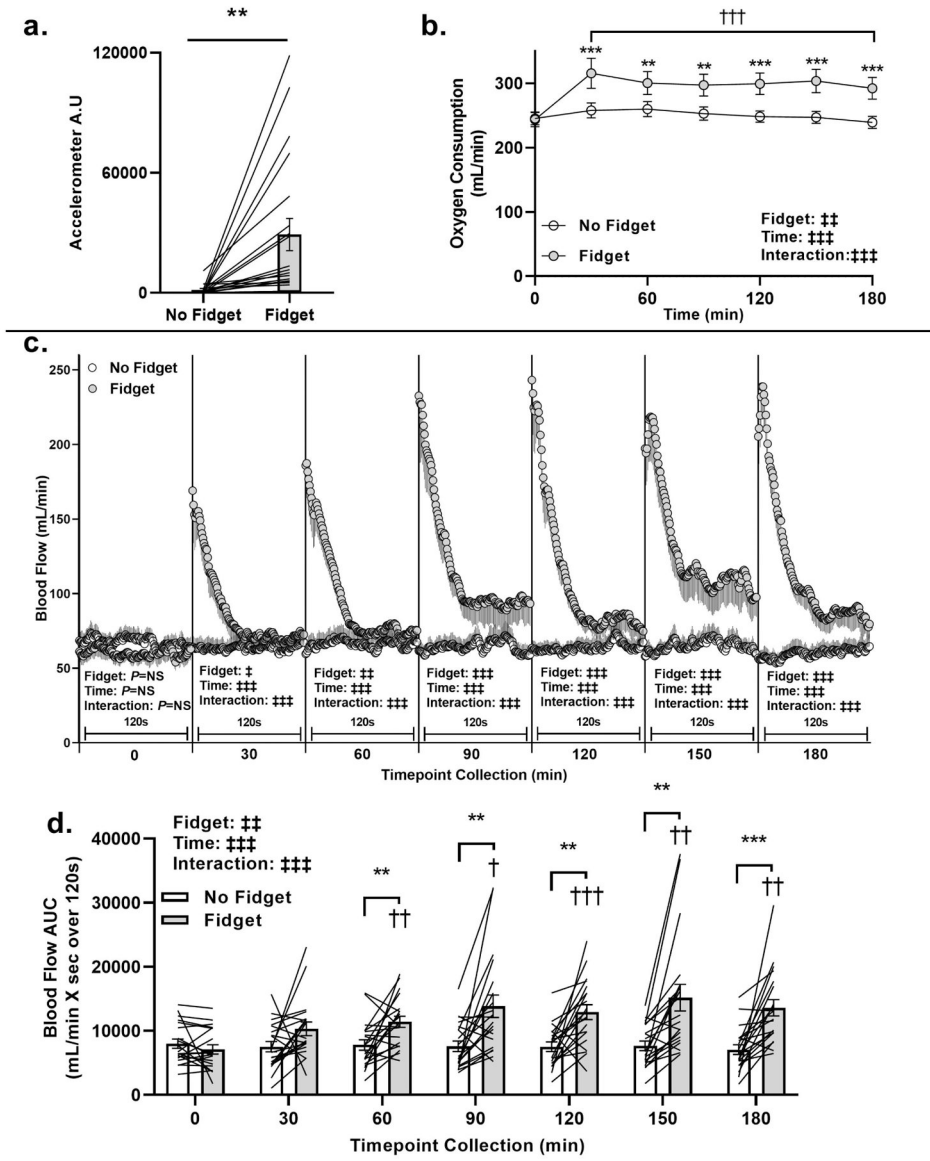 a.
**
120000
60000
0
Accelerometer A.U
No Fidget
Fidget
b.
†††
***
**
**
***
***
***
300
200
100
0
Oxygen Consumption
(mL/min)
No Fidget
Fidget
Fidget: ‡‡
Time: ‡‡‡
Interaction:‡‡‡
0
60
120
180
Time (min)
c.
No Fidget
Fidget
250
200
150
100
50
0
Blood Flow (mL/min)
Fidget: P=NS
Time: P=NS
Interaction: P=NS
120s
Fidget: ‡
Time: ‡‡‡
Interaction: ‡‡‡
120s
Fidget: ‡‡
Time: ‡‡‡
Interaction: ‡‡‡
120s
Fidget: ‡‡‡
Time: ‡‡‡
Interaction: ‡‡‡
120s
Fidget: ‡‡‡
Time: ‡‡‡
Interaction: ‡‡‡
120s
Fidget: ‡‡‡
Time: ‡‡‡
Interaction: ‡‡‡
120s
Fidget: ‡‡‡
Time: ‡‡‡
Interaction: ‡‡‡
120s
0
30
60
90
120
150
180
Timepoint Collection (min)
d.
Fidget: ‡‡
Time: ‡‡‡
Interaction: ‡‡‡
No Fidget
Fidget
**
††
**
†
**
†††
**
††
***
††
40000
30000
20000
10000
0
Blood Flow AUC
(mL/min X sec over 120s)
0
30
60
90
120
150
180
Timepoint Collection (min)